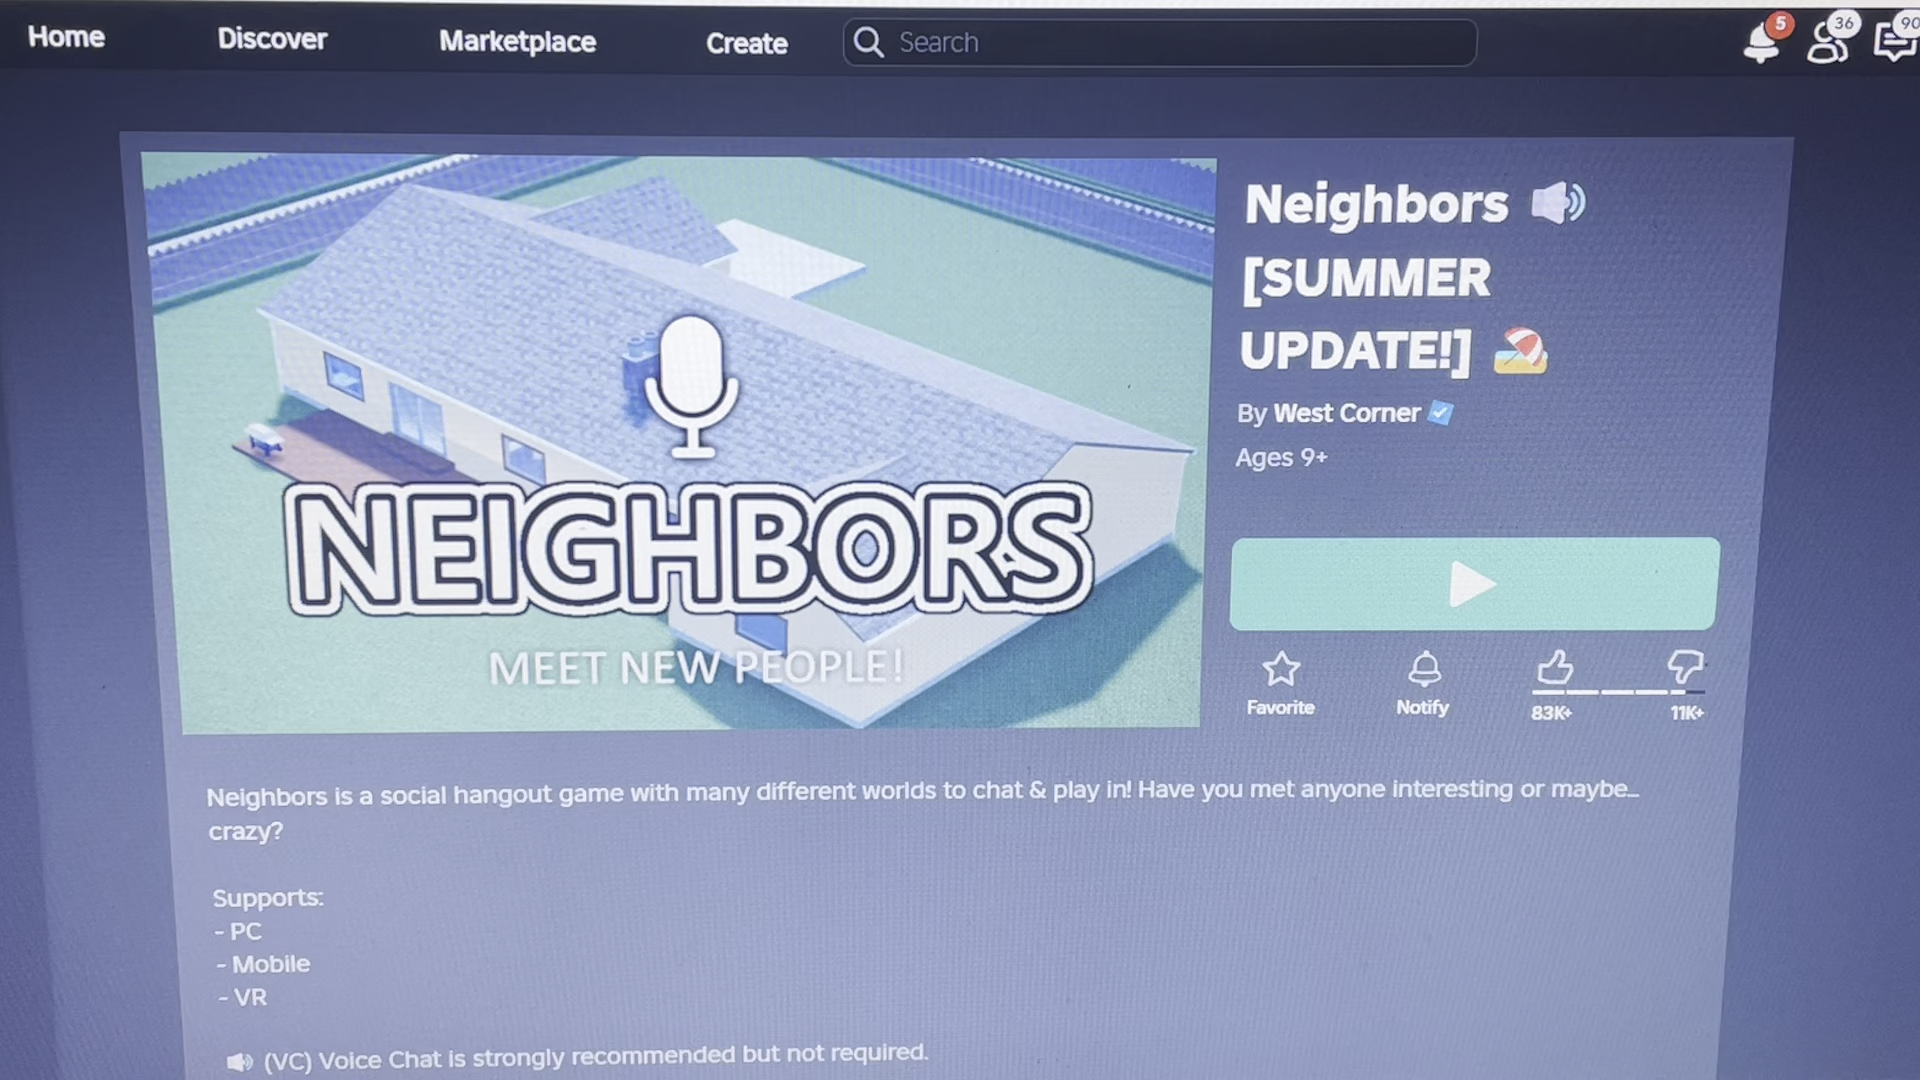 Home Discover Marketplace Create Search 5 36 90
Neighbors
[SUMMER
UPDATE!]
By West Corner
Ages 9+
NEIGHBORS
MEET NEW PEOPLE!
Favorite Notify 83K+ 11K+
Neighbors is a social hangout game with many different worlds to chat & play in! Have you met anyone interesting or maybe...
crazy?
Supports:
- PC
- Mobile
- VR
(VC) Voice Chat is strongly recommended but not required.